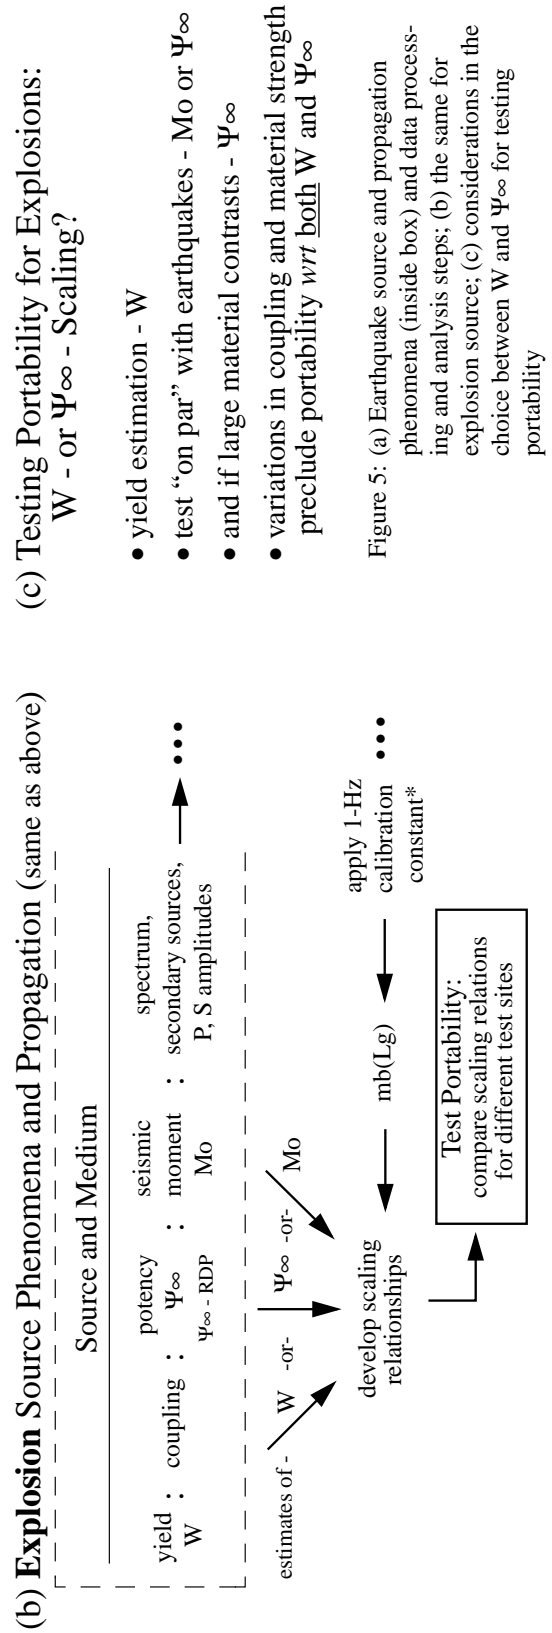 (b) Explosion Source Phenomena and Propagation (same as above)
Source and Medium
yield : coupling : potency : seismic : spectrum,
W Ψ∞ moment secondary sources,
Ψ∞ - RDP Mo P, S amplitudes
•••
estimates of - W -or- Ψ∞ -or- Mo
develop scaling
relationships
mb(Lg)
apply 1-Hz
calibration
constant*
•••
Test Portability:
compare scaling relations
for different test sites
(c) Testing Portability for Explosions:
W - or Ψ∞ - Scaling?
• yield estimation - W
• test “on par” with earthquakes - Mo or Ψ∞
• and if large material contrasts - Ψ∞
• variations in coupling and material strength
preclude portability wrt both W and Ψ∞
Figure 5: (a) Earthquake source and propagation
phenomena (inside box) and data process-
ing and analysis steps; (b) the same for
explosion source; (c) considerations in the
choice between W and Ψ∞ for testing
portability